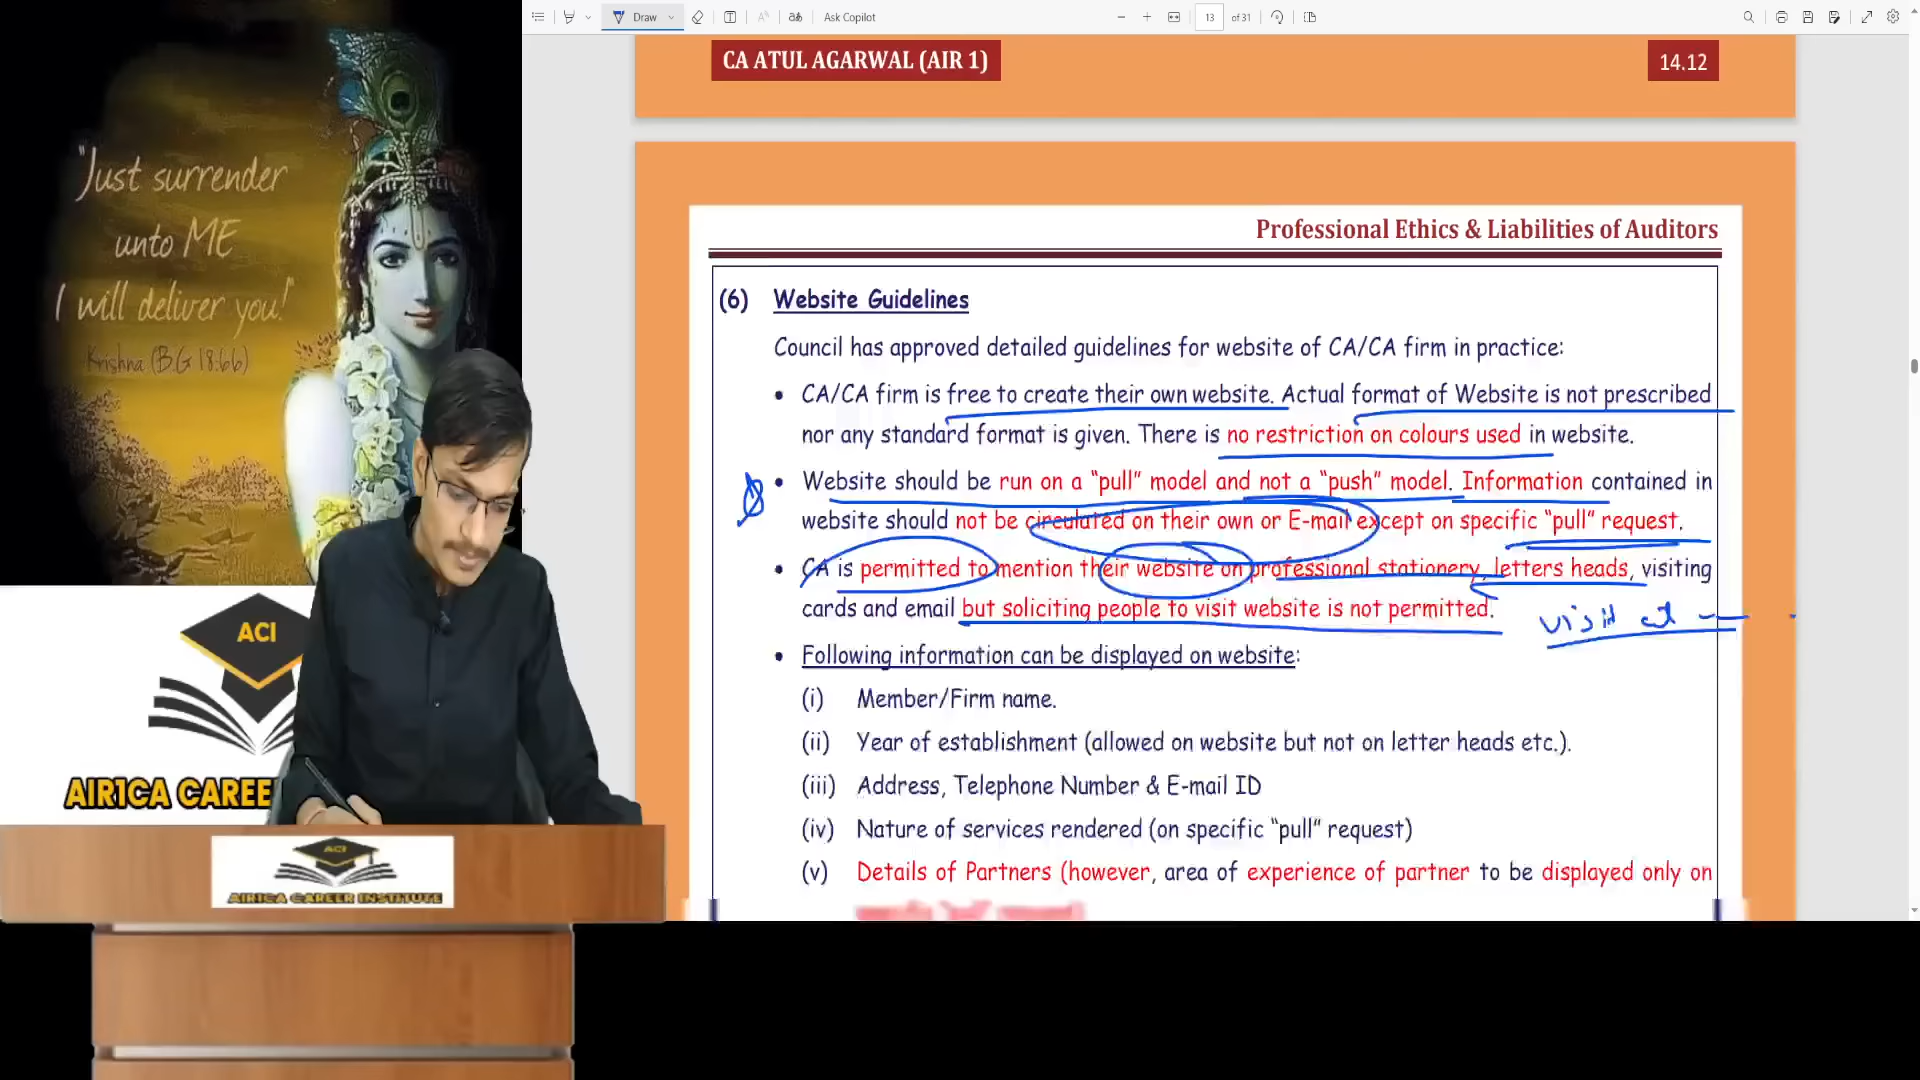 Draw
Ask Copilot
13 of 31
CA ATUL AGARWAL (AIR 1)
14.12
"Just surrender
unto ME
I will deliver you!"
Krishna (B.G 18:66)
Professional Ethics & Liabilities of Auditors
(6) Website Guidelines
Council has approved detailed guidelines for website of CA/CA firm in practice:
• CA/CA firm is free to create their own website. Actual format of Website is not prescribed
nor any standard format is given. There is no restriction on colours used in website.
• Website should be run on a “pull” model and not a “push” model. Information contained in
website should not be circulated on their own or E-mail except on specific “pull” request.
• CA is permitted to mention their website on professional stationery, letters heads, visiting
cards and email but soliciting people to visit website is not permitted.
visit at
• Following information can be displayed on website:
(i) Member/Firm name.
(ii) Year of establishment (allowed on website but not on letter heads etc.).
(iii) Address, Telephone Number & E-mail ID
(iv) Nature of services rendered (on specific “pull” request)
(v) Details of Partners (however, area of experience of partner to be displayed only on
ACI
AIR1CA CAREE
ACI
AIR1CA CAREER INSTITUTE